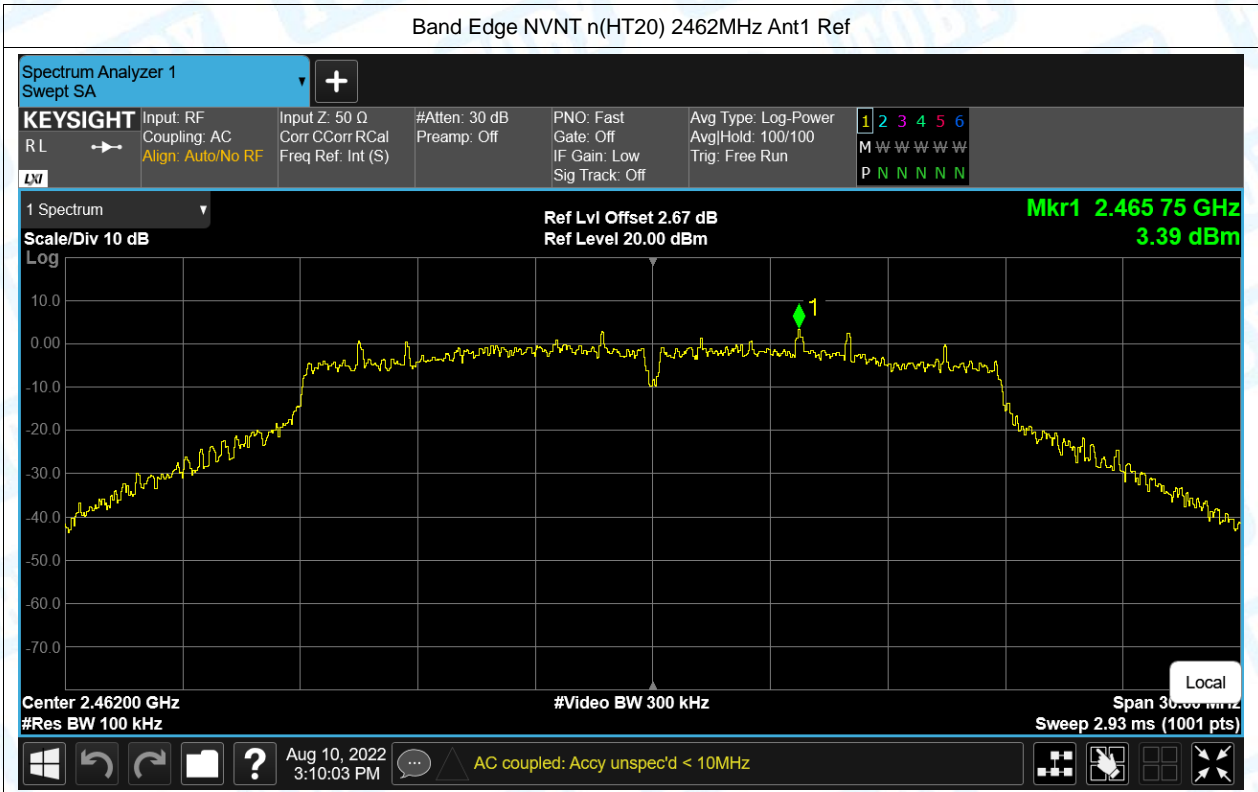 Band Edge NVNT n(HT20) 2462MHz Ant1 Ref
Spectrum Analyzer 1
Swept SA
+
KEYSIGHT
R L
LXI
Input: RF
Coupling: AC
Align: Auto/No RF
Input Z: 50 Ω
Corr CCorr RCal
Freq Ref: Int (S)
#Atten: 30 dB
Preamp: Off
PNO: Fast
Gate: Off
IF Gain: Low
Sig Track: Off
Avg Type: Log-Power
Avg|Hold: 100/100
Trig: Free Run
1 2 3 4 5 6
M W W W W W
P N N N N N
1 Spectrum
Scale/Div 10 dB
Ref Lvl Offset 2.67 dB
Ref Level 20.00 dBm
Mkr1 2.465 75 GHz
3.39 dBm
Log
10.0
0.00
-10.0
-20.0
-30.0
-40.0
-50.0
-60.0
-70.0
1
Local
Center 2.46200 GHz
#Video BW 300 kHz
Span 30.00 MHz
#Res BW 100 kHz
Sweep 2.93 ms (1001 pts)
?
Aug 10, 2022
3:10:03 PM
AC coupled: Accy unspec'd < 10MHz